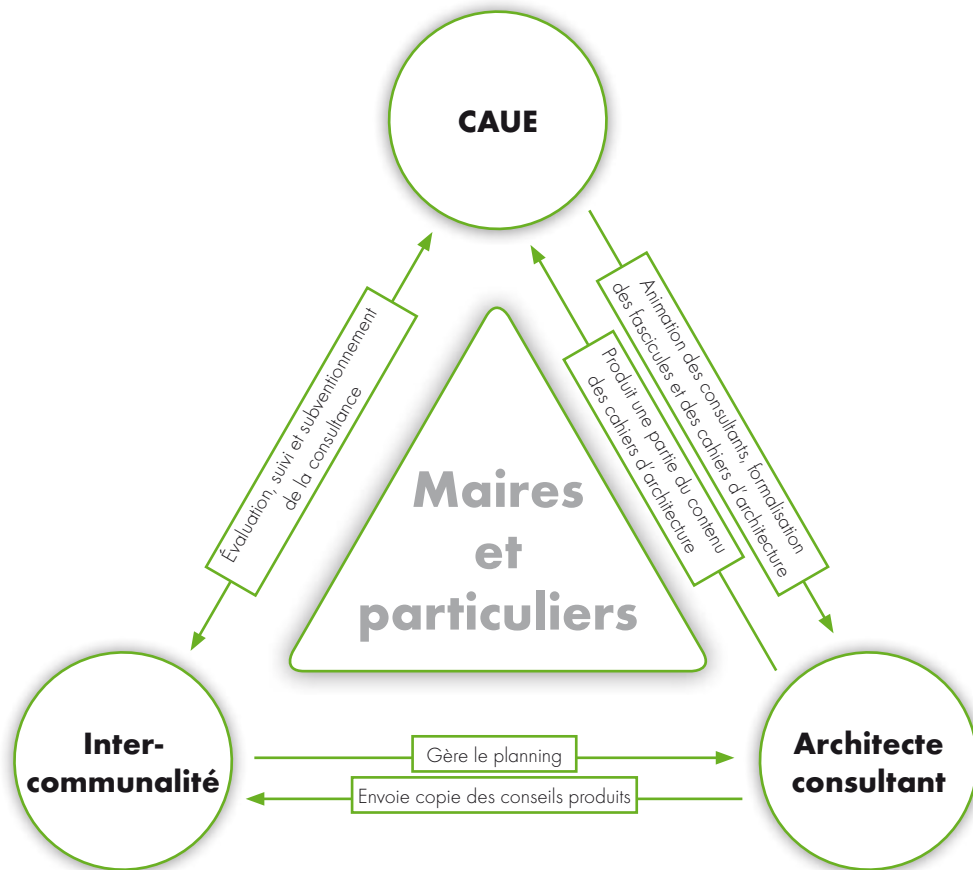 CAUE
Évaluation, suivi et subventionnement
de la consultance
Animation des consultants, formalisation
des fascicules et des cahiers d’architecture
Produit une partie du contenu
des cahiers d’architecture
Maires
et
particuliers
Inter-
communalité
Gère le planning
Envoie copie des conseils produits
Architecte
consultant